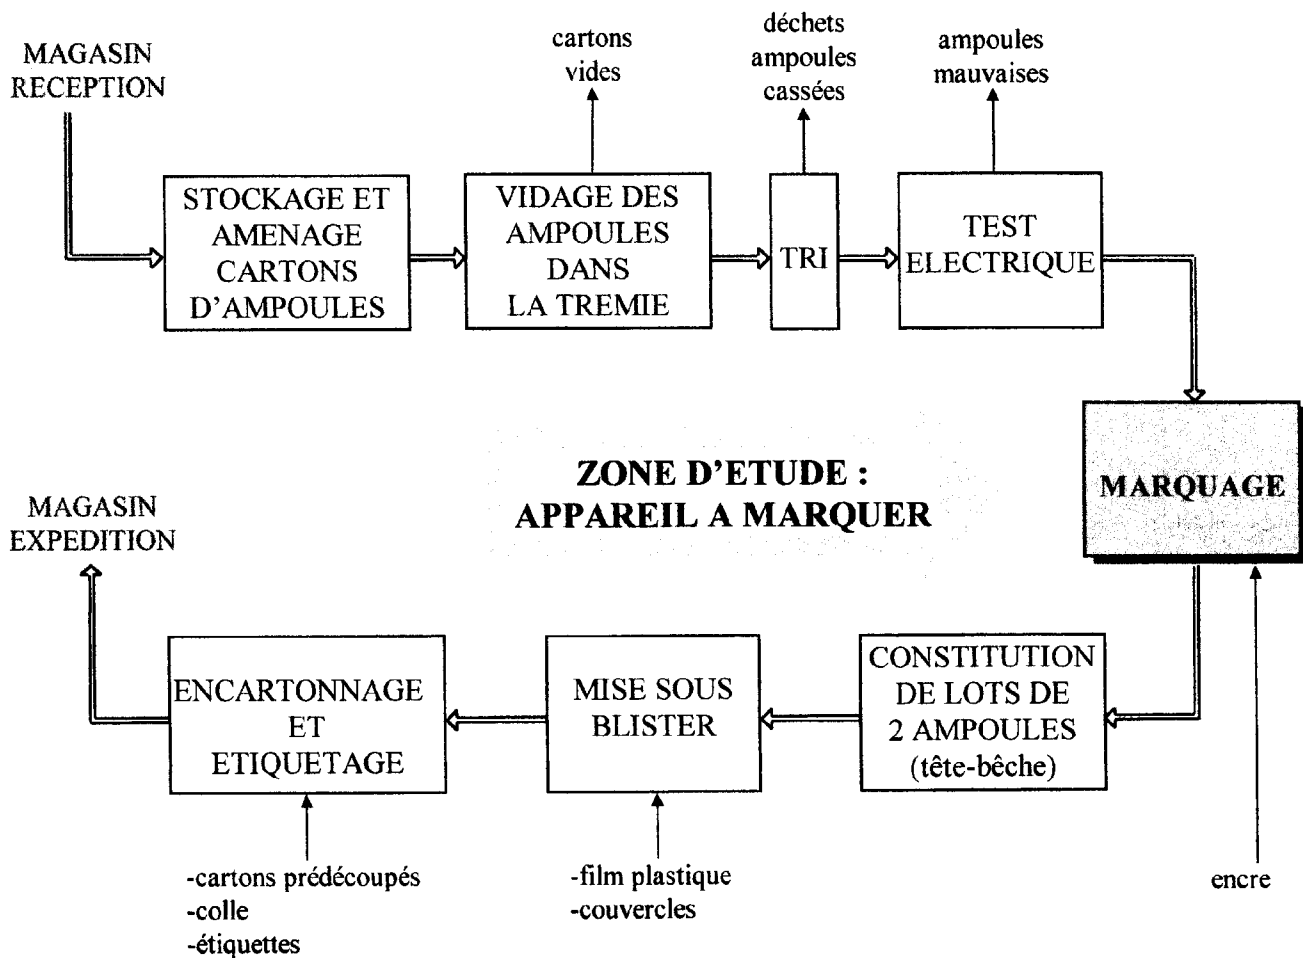 MAGASIN
RECEPTION
cartons
vides
déchets
ampoules
cassées
ampoules
mauvaises
STOCKAGE ET
AMENAGE
CARTONS
D'AMPOULES
VIDAGE DES
AMPOULES
DANS
LA TREMIE
TRI
TEST
ELECTRIQUE
MARQUAGE
ZONE D'ETUDE :
APPAREIL A MARQUER
MAGASIN
EXPEDITION
ENCARTONNAGE
ET
ETIQUETAGE
MISE SOUS
BLISTER
CONSTITUTION
DE LOTS DE
2 AMPOULES
(tête-bêche)
-cartons prédécoupés
-colle
-étiquettes
-film plastique
-couvercles
encre